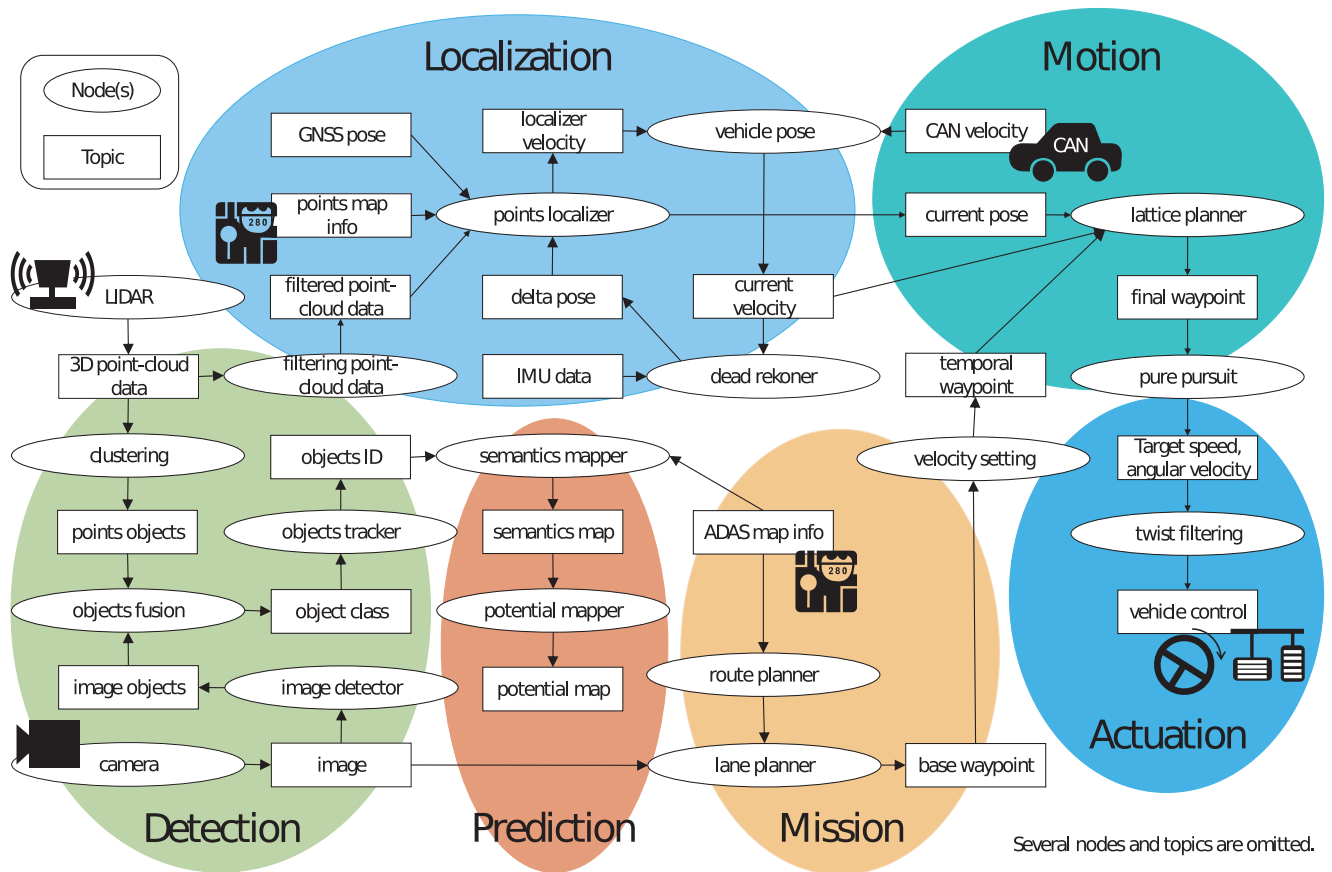 Localization
Motion
Node(s)
Topic
GNSS pose
localizer
velocity
vehicle pose
CAN velocity
CAN
points map
info
280
points localizer
current pose
lattice planner
LIDAR
filtered point-
cloud data
delta pose
current
velocity
final waypoint
3D point-cloud
data
filtering point-
cloud data
IMU data
dead rekoner
temporal
waypoint
pure pursuit
clustering
objects ID
semantics mapper
velocity setting
Target speed,
angular velocity
points objects
objects tracker
semantics map
ADAS map info
280
twist filtering
objects fusion
object class
potential mapper
vehicle control
image objects
image detector
potential map
route planner
camera
image
lane planner
base waypoint
Actuation
Detection
Prediction
Mission
Several nodes and topics are omitted.